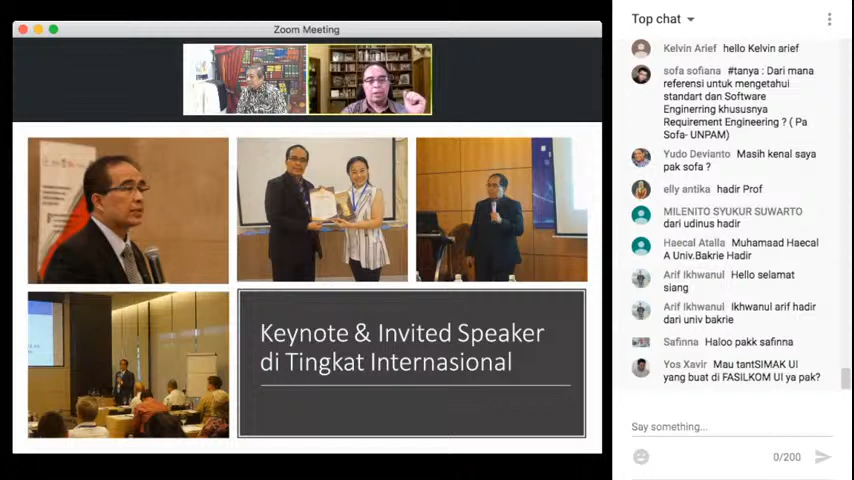 Zoom Meeting
Keynote & Invited Speaker
di Tingkat Internasional
Top chat
Kelvin Arief hello Kelvin arief
sofa sofiana #tanya : Dari mana
referensi untuk mengetahui
standart dan Software
Enginerring khususnya
Requirement Engineering ? ( Pa
Sofa- UNPAM)
Yudo Devianto Masih kenal saya
pak sofa ?
elly antika hadir Prof
MILENITO SYUKUR SUWARTO
dari udinus hadir
Haecal Atalla Muhamaad Haecal
A Univ.Bakrie Hadir
Arif Ikhwanul Hello selamat
siang
Arif Ikhwanul Ikhwanul arif hadir
dari univ bakrie
Safinna Haloo pakk safinna
Yos Xavir Mau tantSIMAK UI
yang buat di FASILKOM UI ya pak?
Say something...
0/200